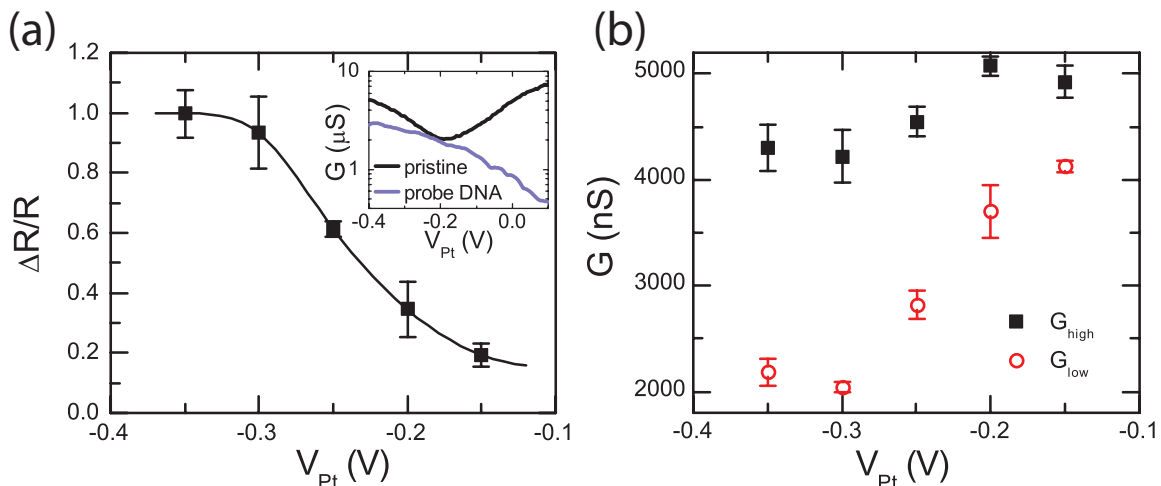 (a)
1.2
1.0
0.8
0.6
0.4
0.2
0.0
ΔR/R
-0.4
-0.3
-0.2
-0.1
V_Pt (V)
10
1
G (μS)
pristine
probe DNA
-0.4
-0.2
0.0
V_Pt (V)
(b)
5000
4000
3000
2000
G (nS)
G_high
G_low
-0.4
-0.3
-0.2
-0.1
V_Pt (V)